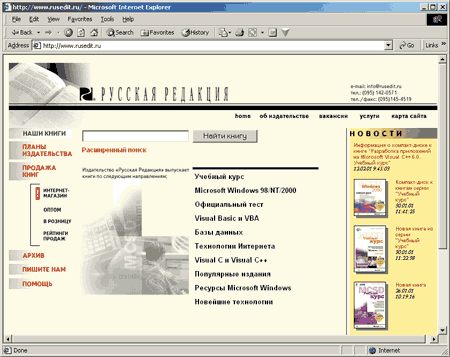 http://www.rusedit.ru/ - Microsoft Internet Explorer
File Edit View Favorites Tools Help
Back Search Favorites History
Address http://www.rusedit.ru Go Links »
РУССКАЯ РЕДАКЦИЯ
e-mail: info@rusedit.ru
тел.: (095) 142-0571
тел./факс: (095)145-4519
home об издательстве вакансии услуги карта сайта
НАШИ КНИГИ
ПЛАНЫ
ИЗДАТЕЛЬСТВА
ПРОДАЖА
КНИГ
ИНТЕРНЕТ-
МАГАЗИН
ОПТОМ
В РОЗНИЦУ
РЕЙТИНГИ
ПРОДАЖ
АРХИВ
ПИШИТЕ НАМ
ПОМОЩЬ
Найти книгу
Расширенный поиск
Издательство «Русская Редакция» выпускает
книги по следующим направлениям:
Учебный курс
Microsoft Windows 98/NT/2000
Официальный тест
Visual Basic и VBA
Базы данных
Технологии Интернета
Visual C и Visual C++
Популярные издания
Ресурсы Microsoft Windows
Новейшие технологии
НОВОСТИ
Информация о компакт-диске к
книге "Разработка приложений
на Microsoft Visual C++ 6.0.
Учебный курс"
12.02.01 9:45:03
Компакт-диск к
книгам серии
"Учебный
курс"
30.01.01
11:41:25
Новая книга из
серии
"Учебный
курс"
30.01.01
11:22:58
Новая книга
26.01.01
10:19:16
Done Internet